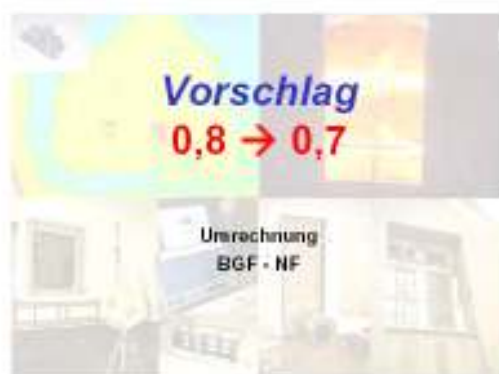 Vorschlag
0,8 → 0,7
Umrechnung
BGF - NF